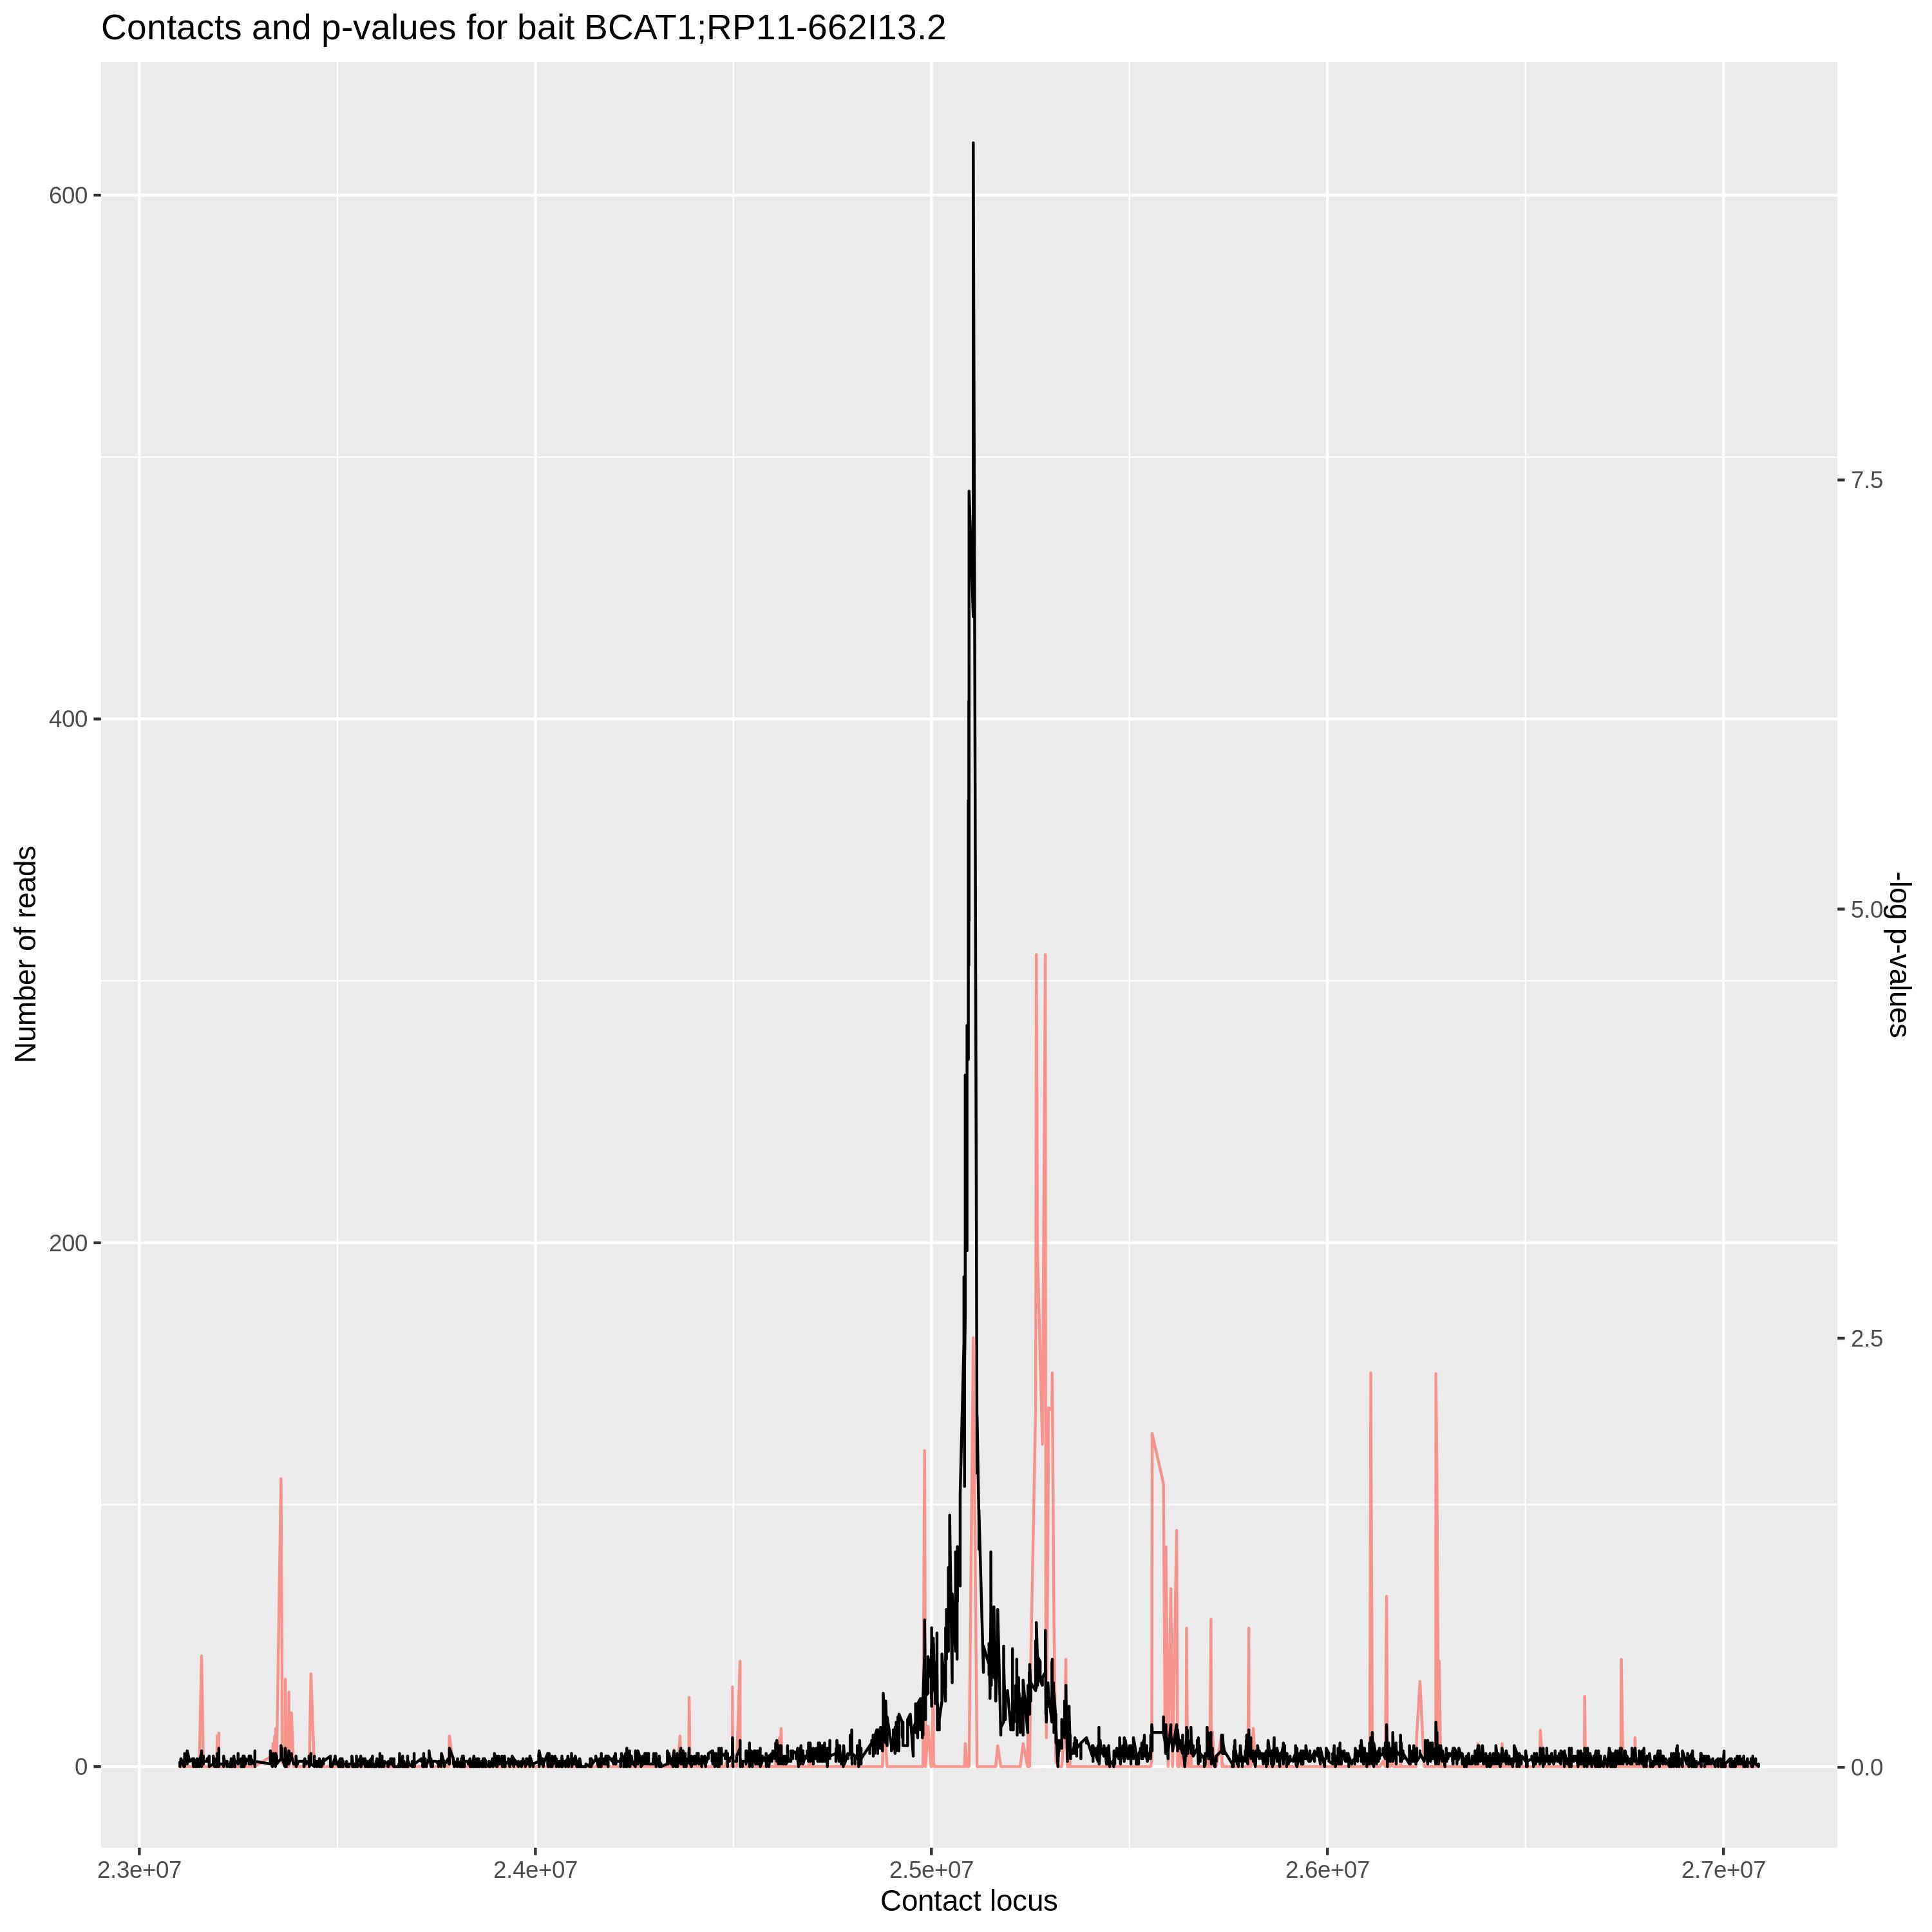 Contacts and p-values for bait BCAT1;RP11-662I13.2
600
400
200
0
Number of reads
7.5
5.0
2.5
0.0
-log p-values
2.3e+07
2.4e+07
2.5e+07
2.6e+07
2.7e+07
Contact locus